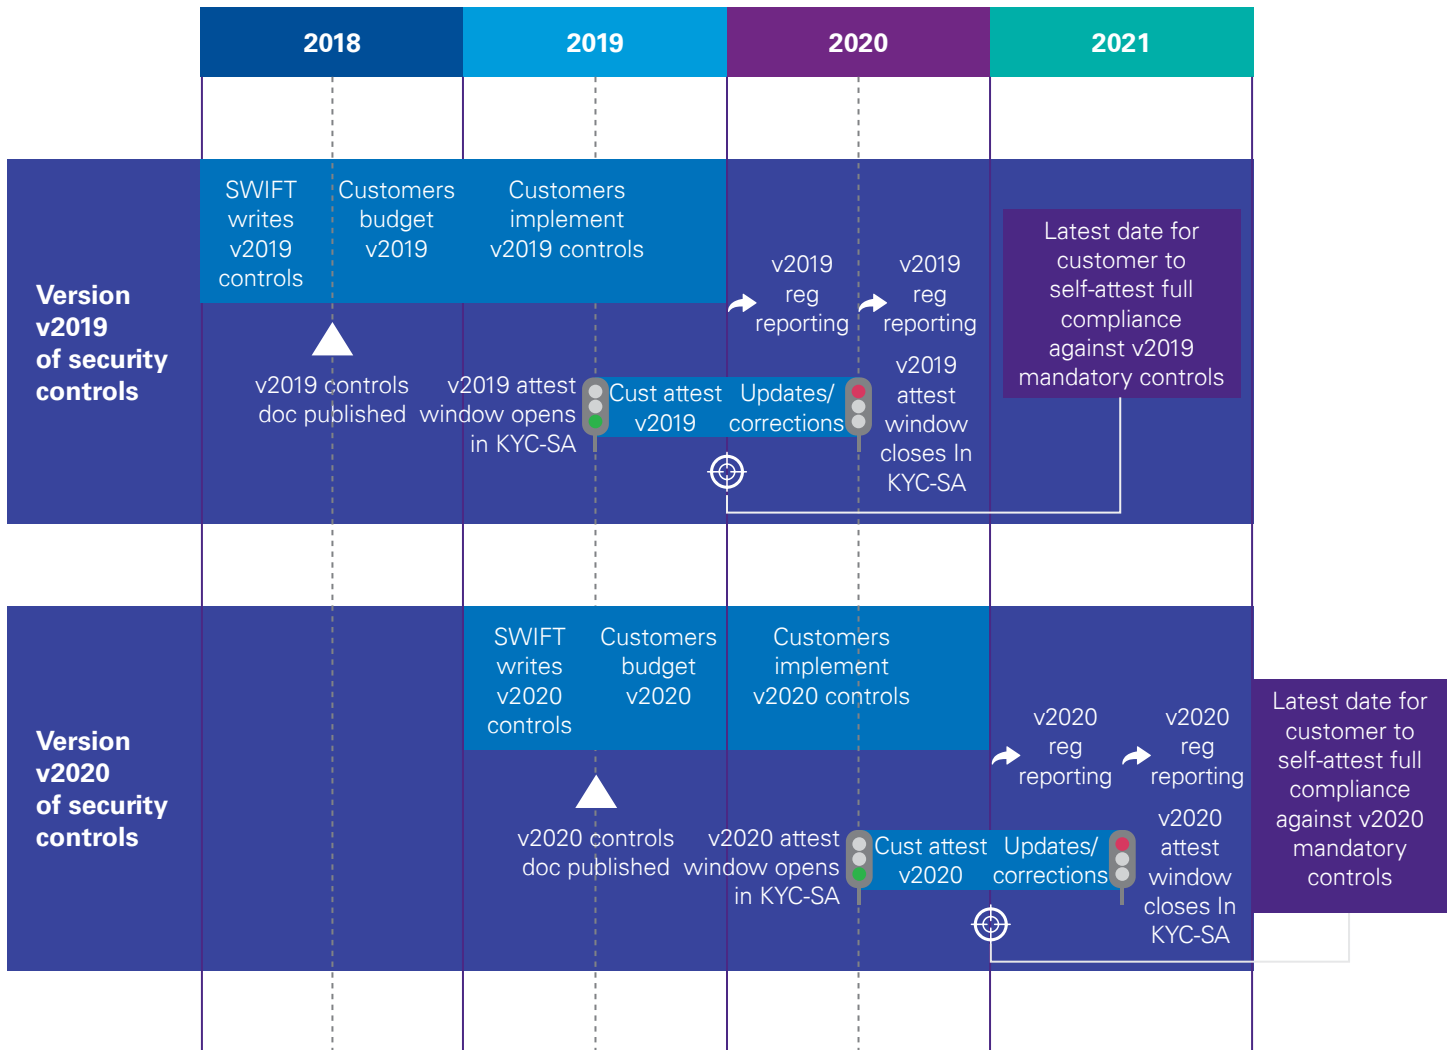 2018
2019
2020
2021
Version
v2019
of security
controls
SWIFT
writes
v2019
controls
Customers
budget
v2019
Customers
implement
v2019 controls
v2019 controls
doc published
v2019 attest
window opens
in KYC-SA
Cust attest
v2019
Updates/
corrections
v2019
reg
reporting
v2019
reg
reporting
v2019
attest
window
closes In
KYC-SA
Latest date for
customer to
self-attest full
compliance
against v2019
mandatory controls
Version
v2020
of security
controls
SWIFT
writes
v2020
controls
Customers
budget
v2020
Customers
implement
v2020 controls
v2020 controls
doc published
v2020 attest
window opens
in KYC-SA
Cust attest
v2020
Updates/
corrections
v2020
reg
reporting
v2020
reg
reporting
v2020
attest
window
closes In
KYC-SA
Latest date for
customer to
self-attest full
compliance
against v2020
mandatory
controls